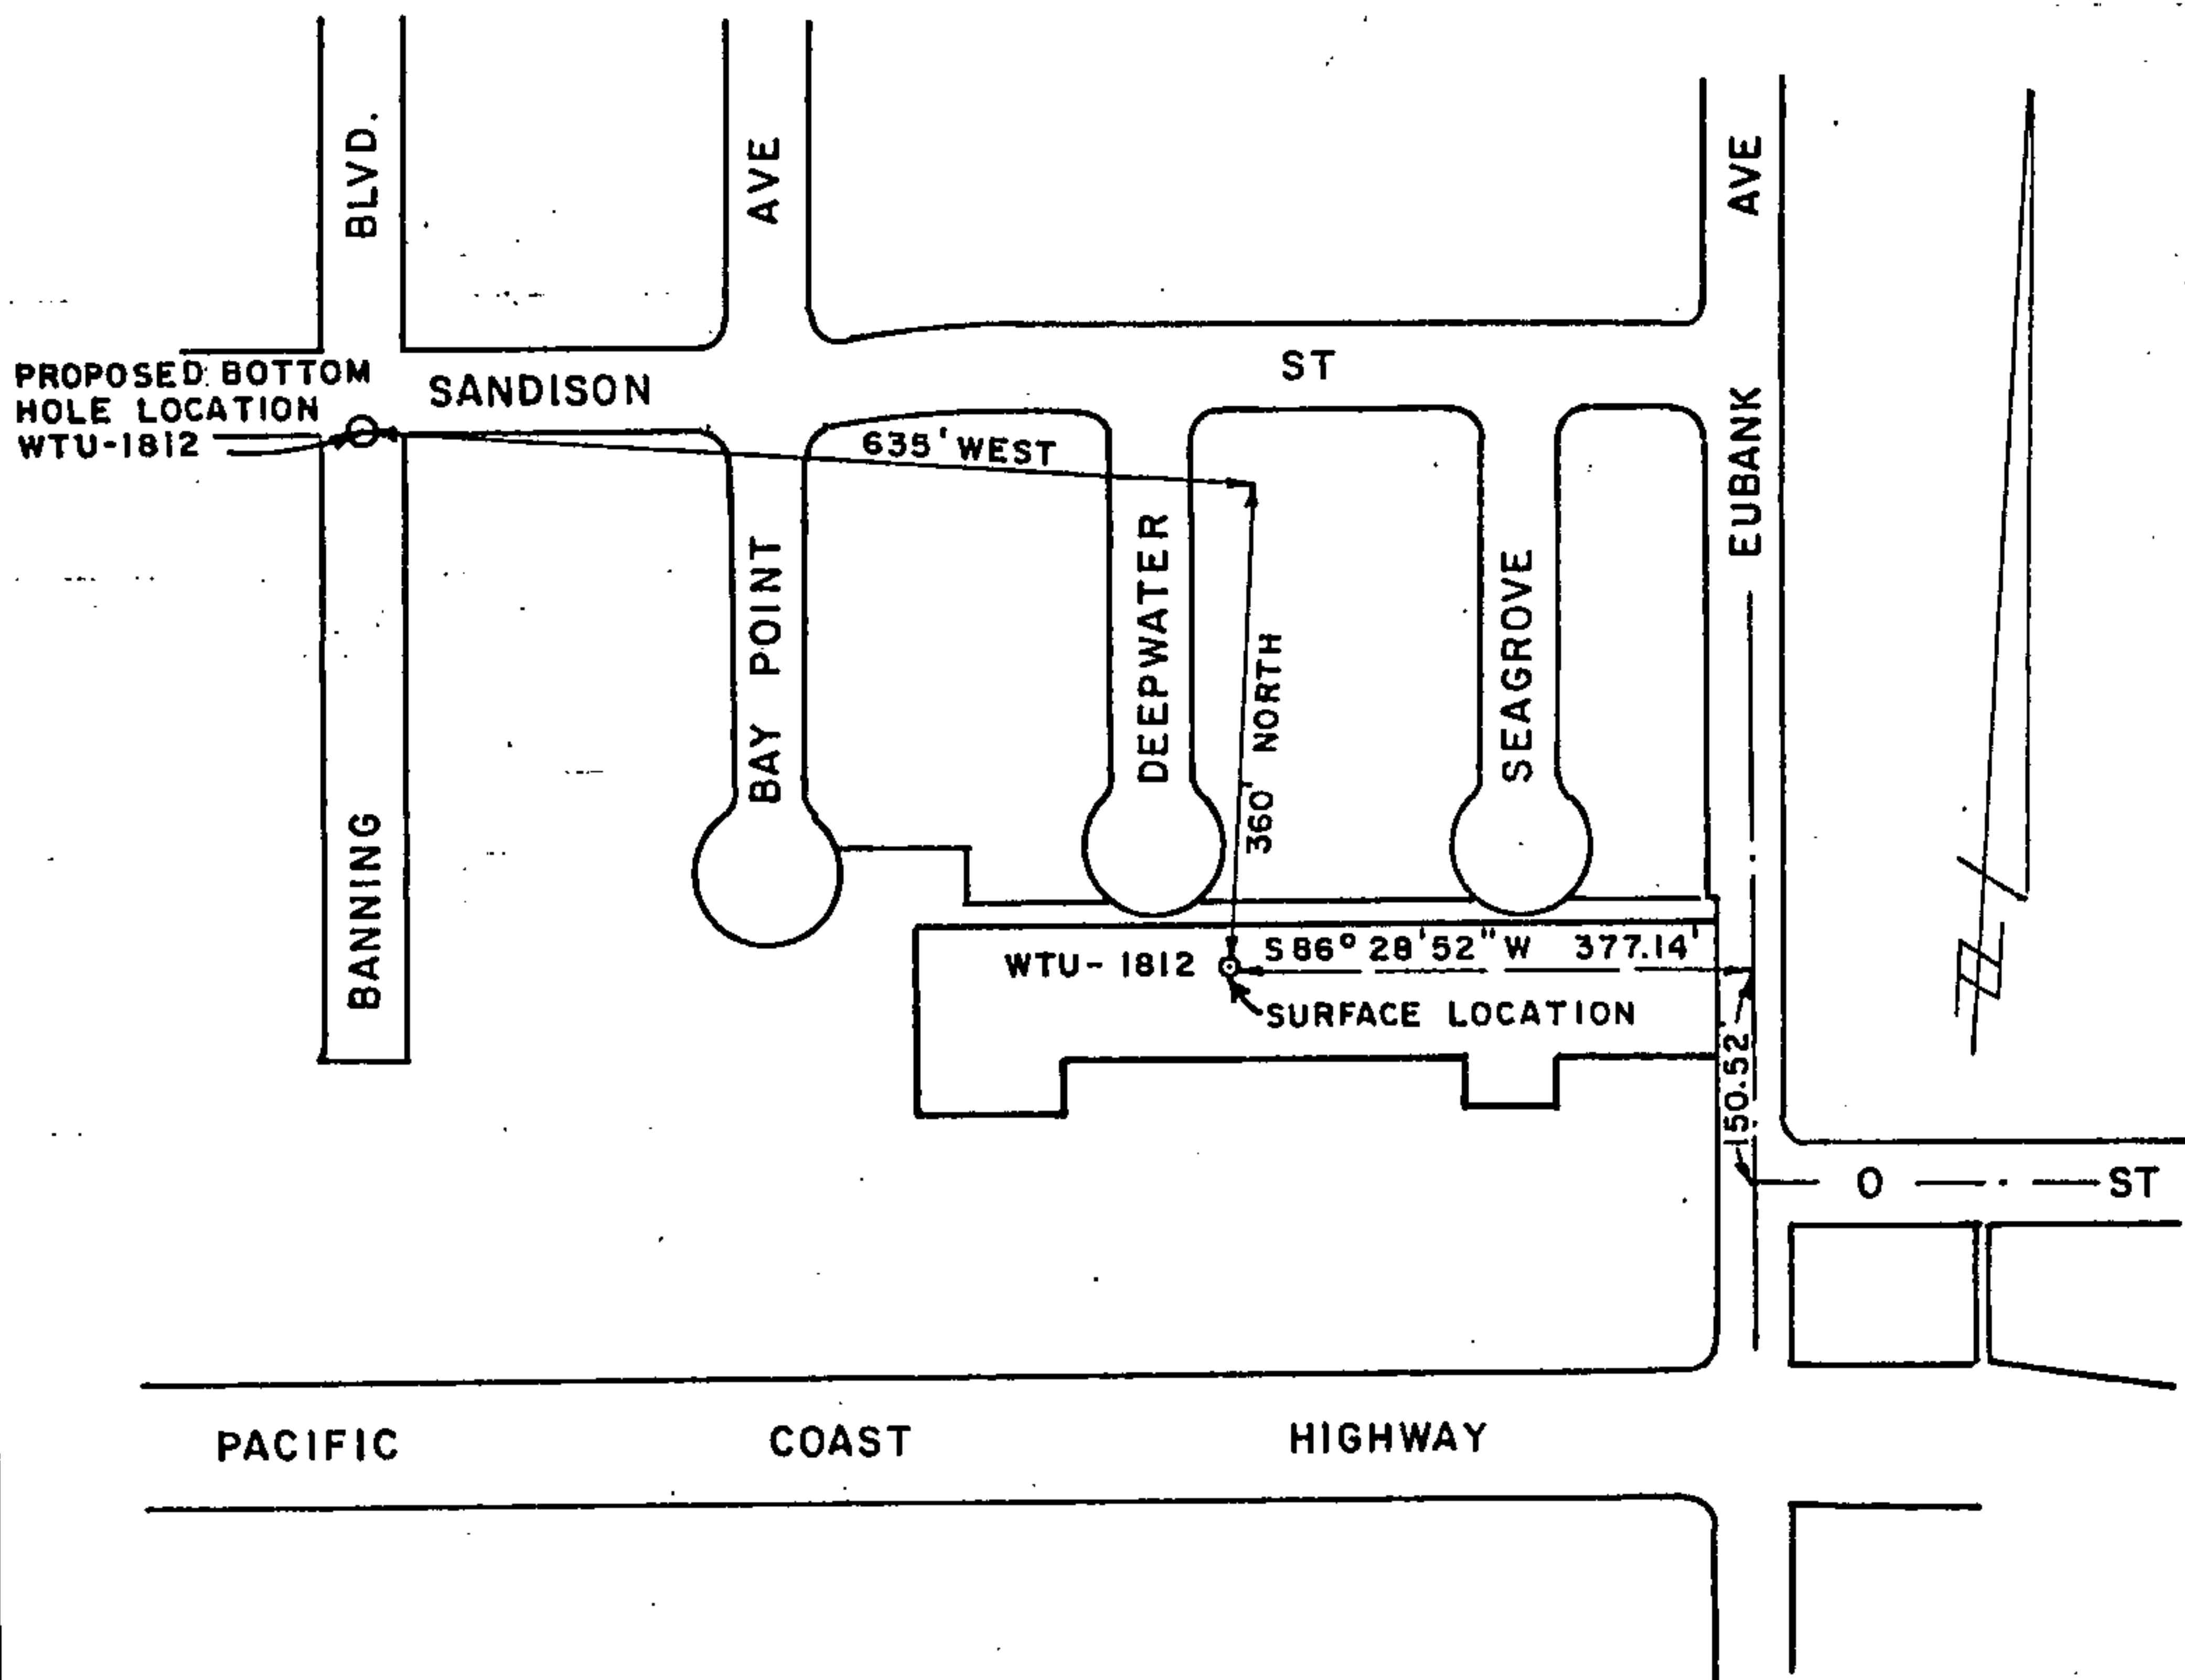 BLVD.
AVE
AVE
PROPOSED BOTTOM
HOLE LOCATION
WTU-1812
SANDISON
ST
635' WEST
EUBANK
BAY POINT
DEEPWATER
SEAGROVE
360' NORTH
BANNING
WTU-1812
S86° 28'52"W 377.14'
SURFACE LOCATION
150.52'
O ST
PACIFIC COAST HIGHWAY